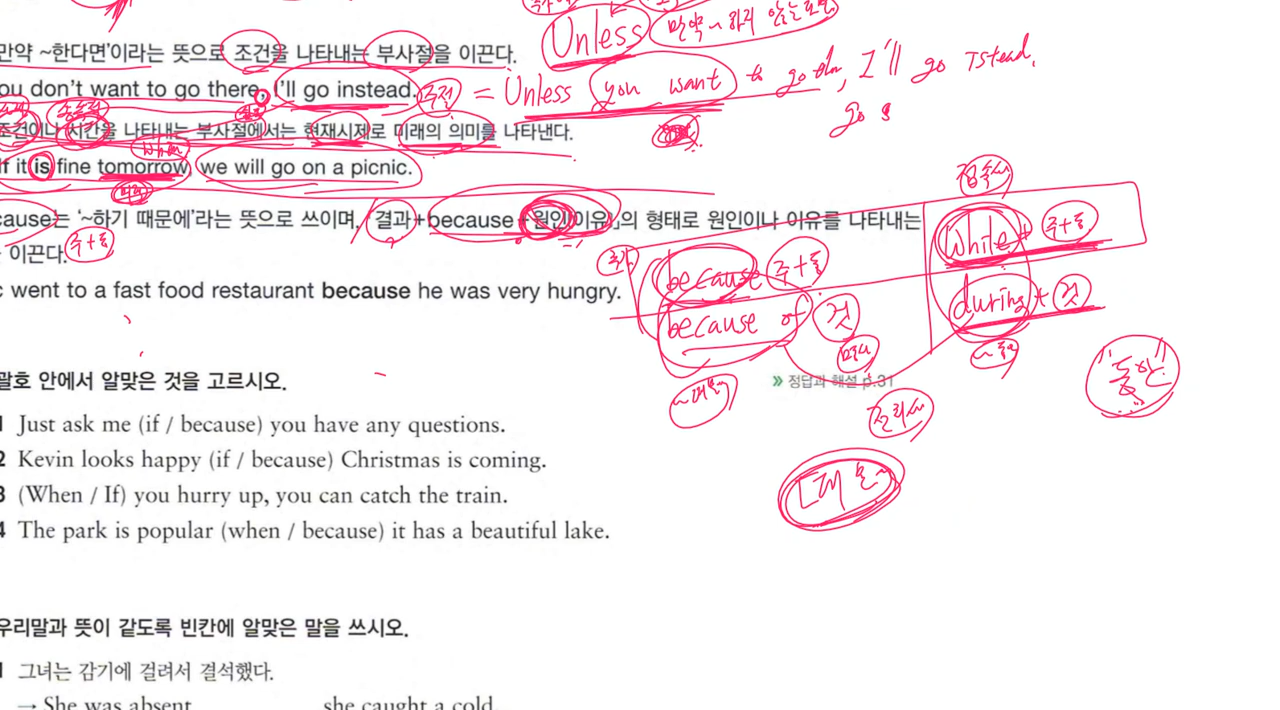 Unless 만약 ~하지 않는다면
만약 ~한다면'이라는 뜻으로 조건을 나타내는 부사절을 이끈다.
ou don't want to go there, I'll go instead. 주절 = Unless you want to go there, I'll go instead.
go
조건이나 시간을 나타내는 부사절에서는 현재시제로 미래의 의미를 나타낸다.
when
If it is fine tomorrow, we will go on a picnic.
미래
접속사
cause는 '~하기 때문에'라는 뜻으로 쓰이며, 「결과+because+원인(이유)」의 형태로 원인이나 이유를 나타내는
while + 주+동
이끈다. 주+동
because 주+동
c went to a fast food restaurant because he was very hungry.
because of 것
명사
during + 것
~때문에
전치사
"동안"
때문
괄호 안에서 알맞은 것을 고르시오.
» 정답과 해설 p.31
1 Just ask me (if / because) you have any questions.
2 Kevin looks happy (if / because) Christmas is coming.
3 (When / If) you hurry up, you can catch the train.
4 The park is popular (when / because) it has a beautiful lake.
우리말과 뜻이 같도록 빈칸에 알맞은 말을 쓰시오.
1 그녀는 감기에 걸려서 결석했다.
→ She was absent she caught a cold.